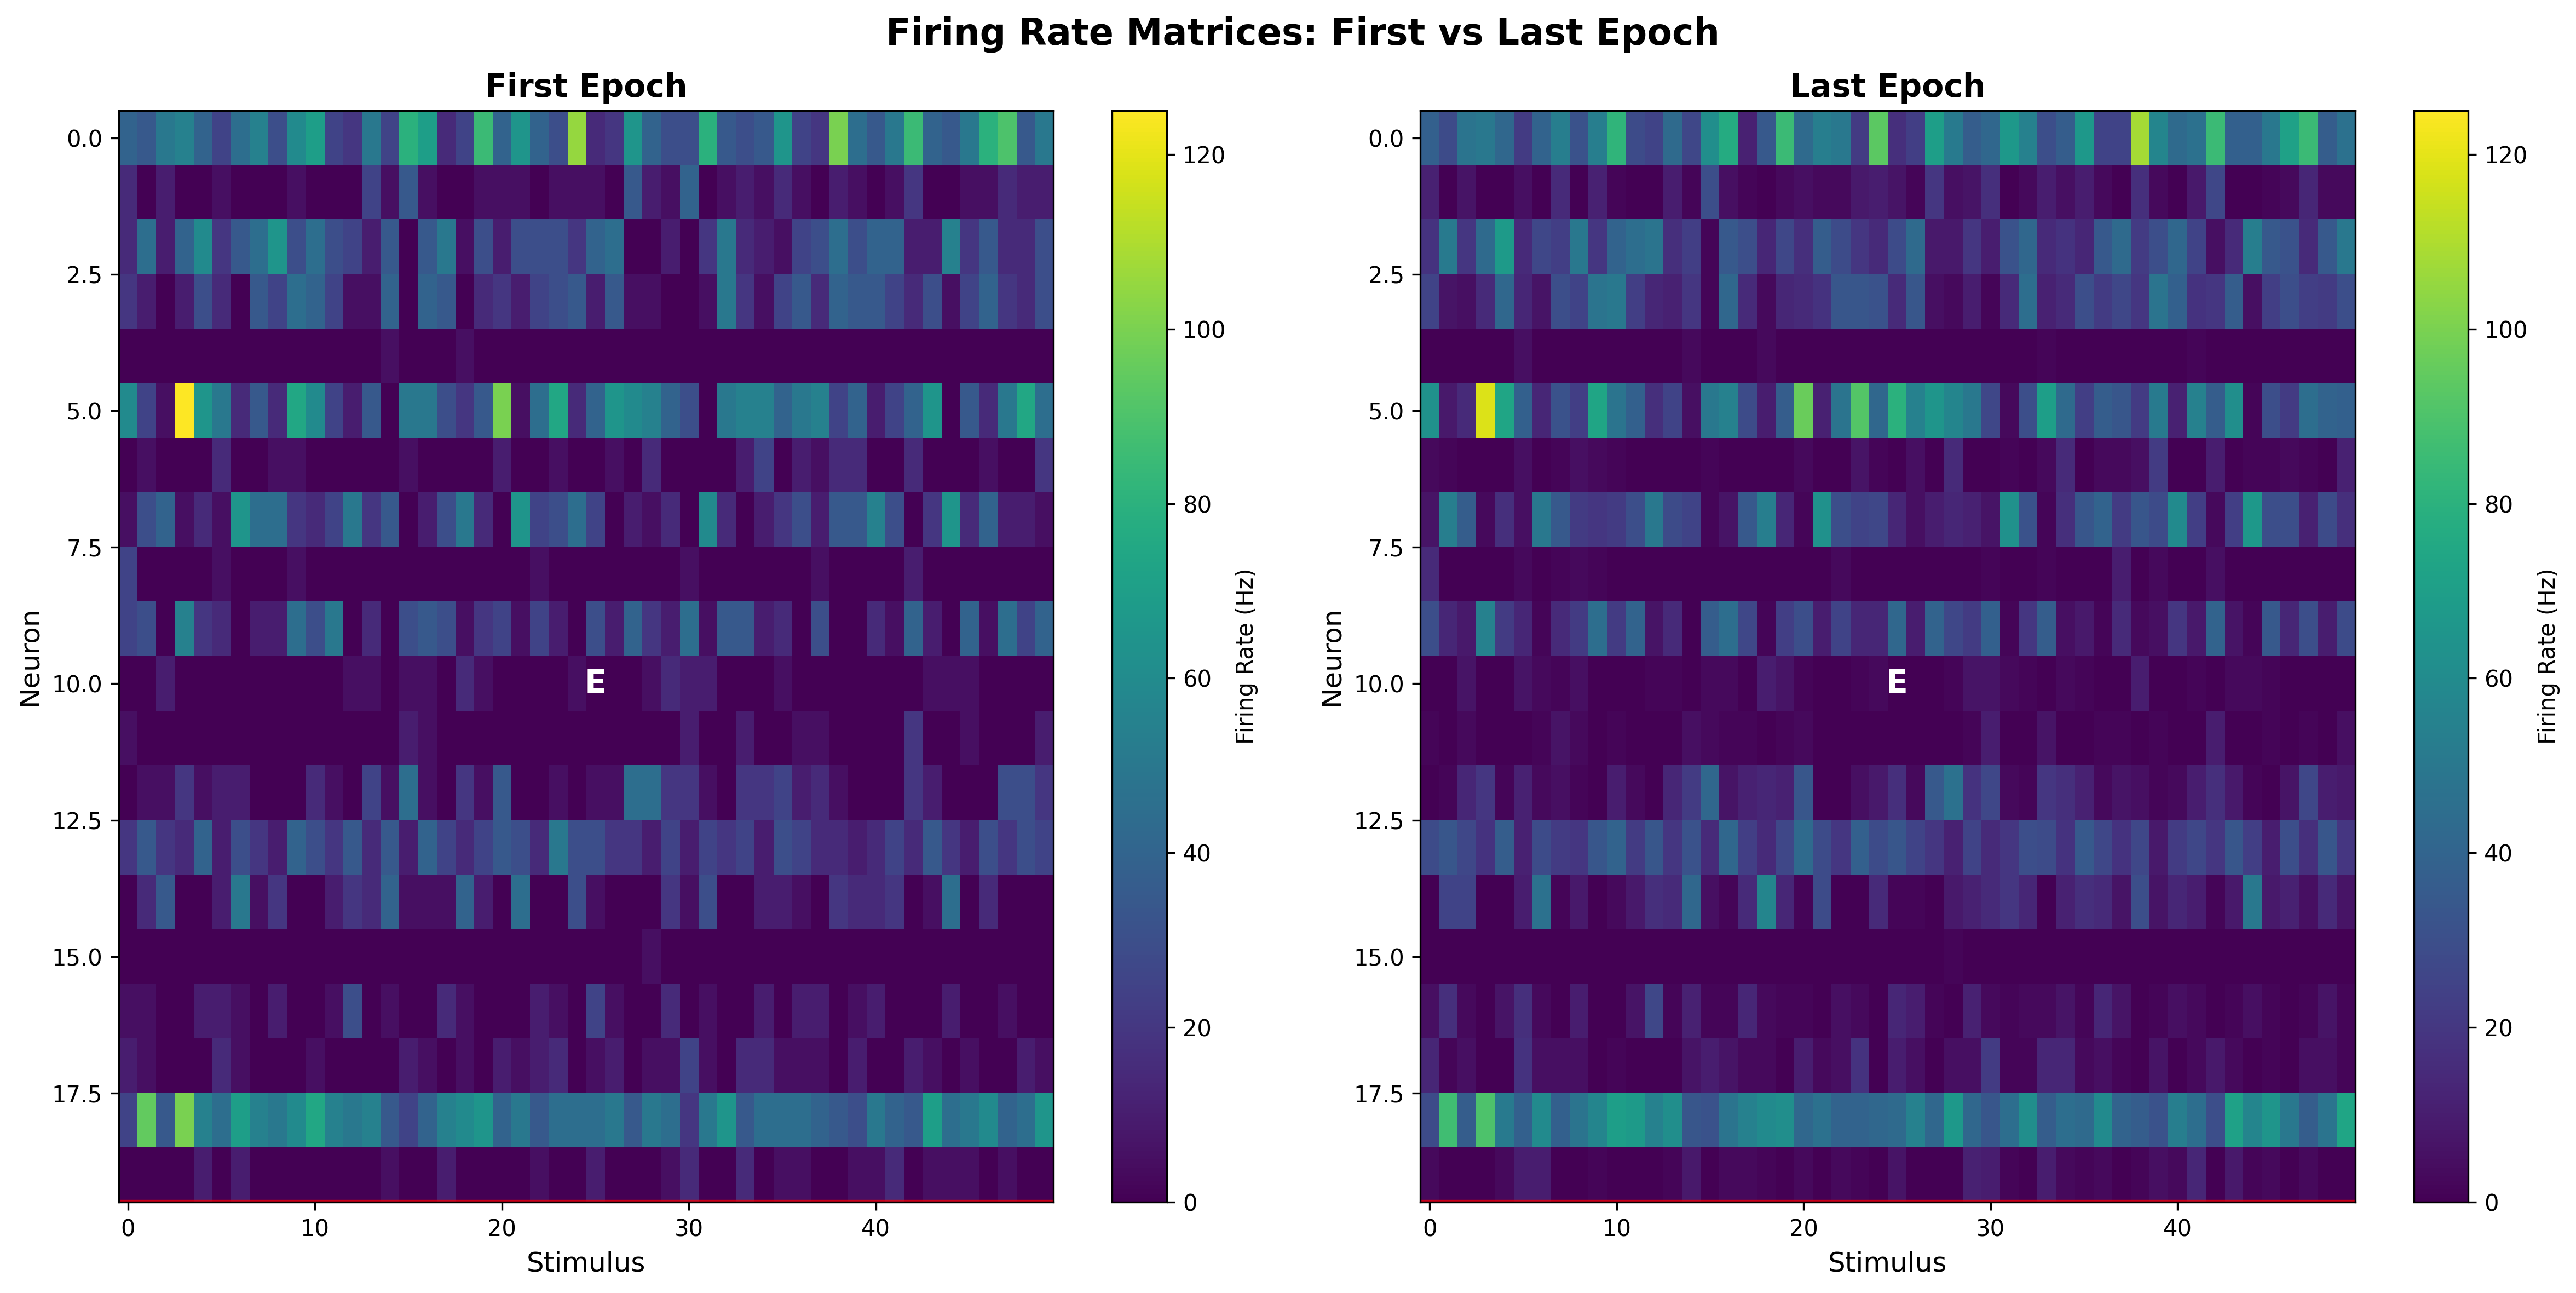 Firing Rate Matrices: First vs Last Epoch
First Epoch
Neuron
0.0
2.5
5.0
7.5
10.0
12.5
15.0
17.5
E
0 10 20 30 40
Stimulus
120
100
80
60
40
20
0
Firing Rate (Hz)
Last Epoch
Neuron
0.0
2.5
5.0
7.5
10.0
12.5
15.0
17.5
E
0 10 20 30 40
Stimulus
120
100
80
60
40
20
0
Firing Rate (Hz)